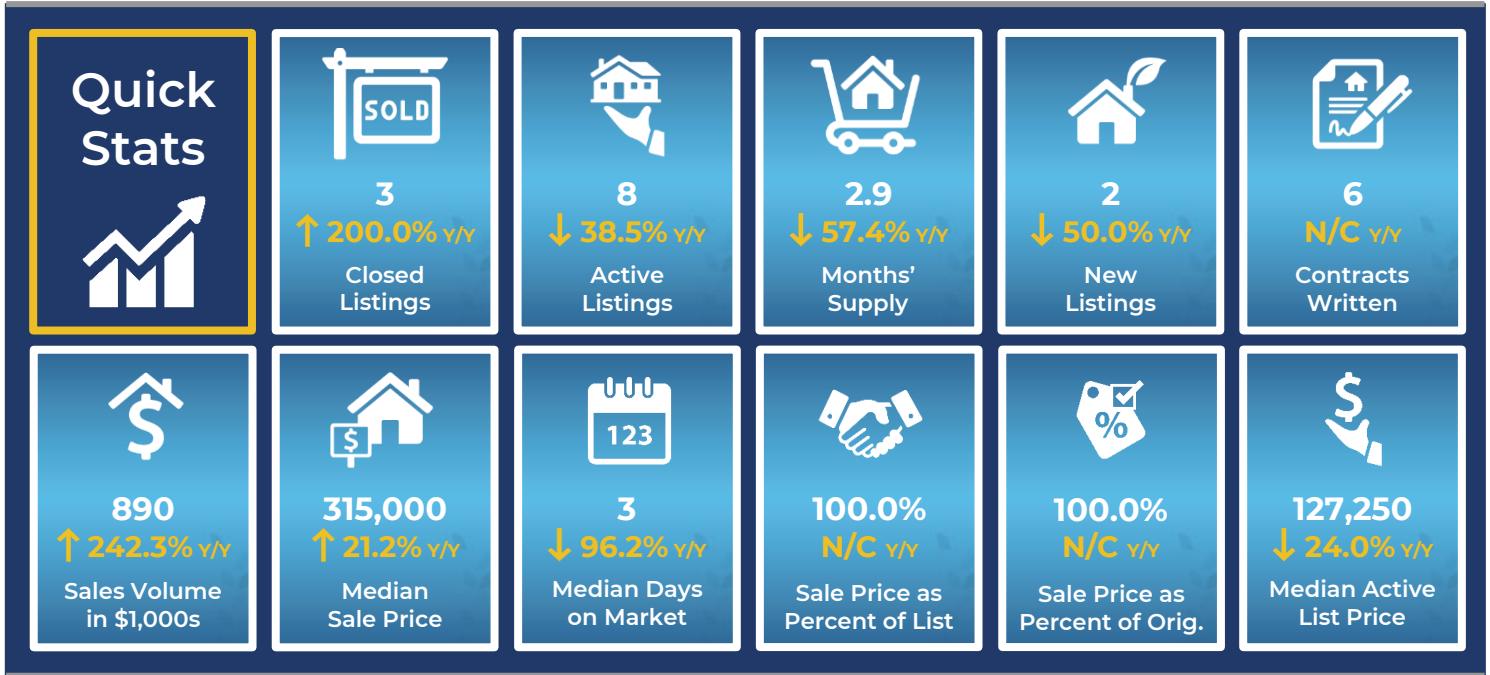 Quick
Stats
SOLD
3
↑ 200.0% Y/Y
Closed
Listings
8
↓ 38.5% Y/Y
Active
Listings
2.9
↓ 57.4% Y/Y
Months’
Supply
2
↓ 50.0% Y/Y
New
Listings
6
N/C Y/Y
Contracts
Written
$
890
↑ 242.3% Y/Y
Sales Volume
in $1,000s
$
315,000
↑ 21.2% Y/Y
Median
Sale Price
123
3
↓ 96.2% Y/Y
Median Days
on Market
100.0%
N/C Y/Y
Sale Price as
Percent of List
%
100.0%
N/C Y/Y
Sale Price as
Percent of Orig.
$
127,250
↓ 24.0% Y/Y
Median Active
List Price